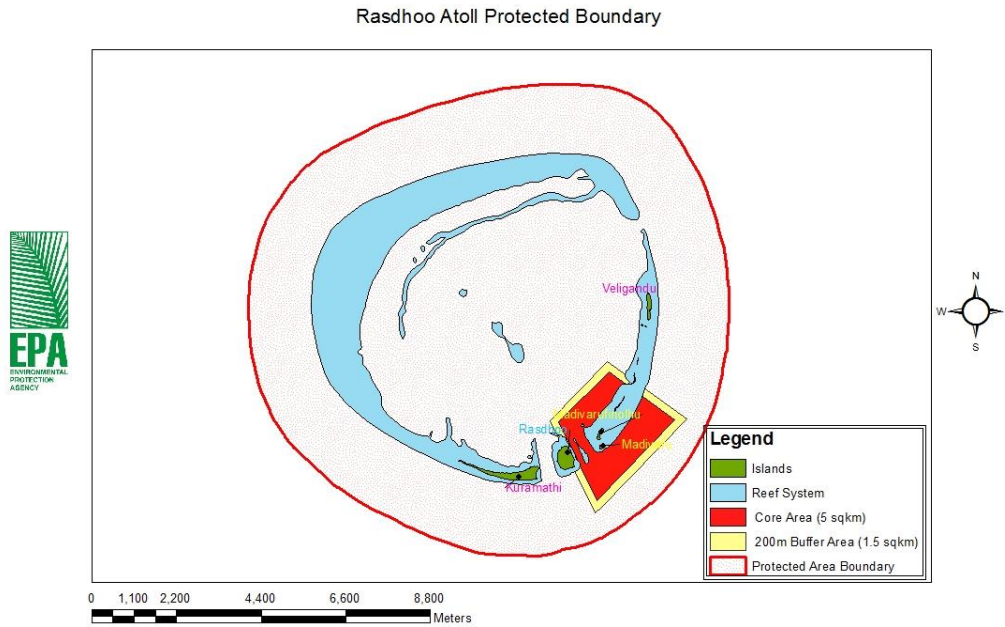 Rasdhoo Atoll Protected Boundary
EPA
ENVIRONMENTAL
PROTECTION
AGENCY
Veligandu
N
W E
S
Rasdhoo
Kuramathi
Legend
Islands
Reef System
Core Area (5 sqkm)
200m Buffer Area (1.5 sqkm)
Protected Area Boundary
0 1,100 2,200 4,400 6,600 8,800
Meters